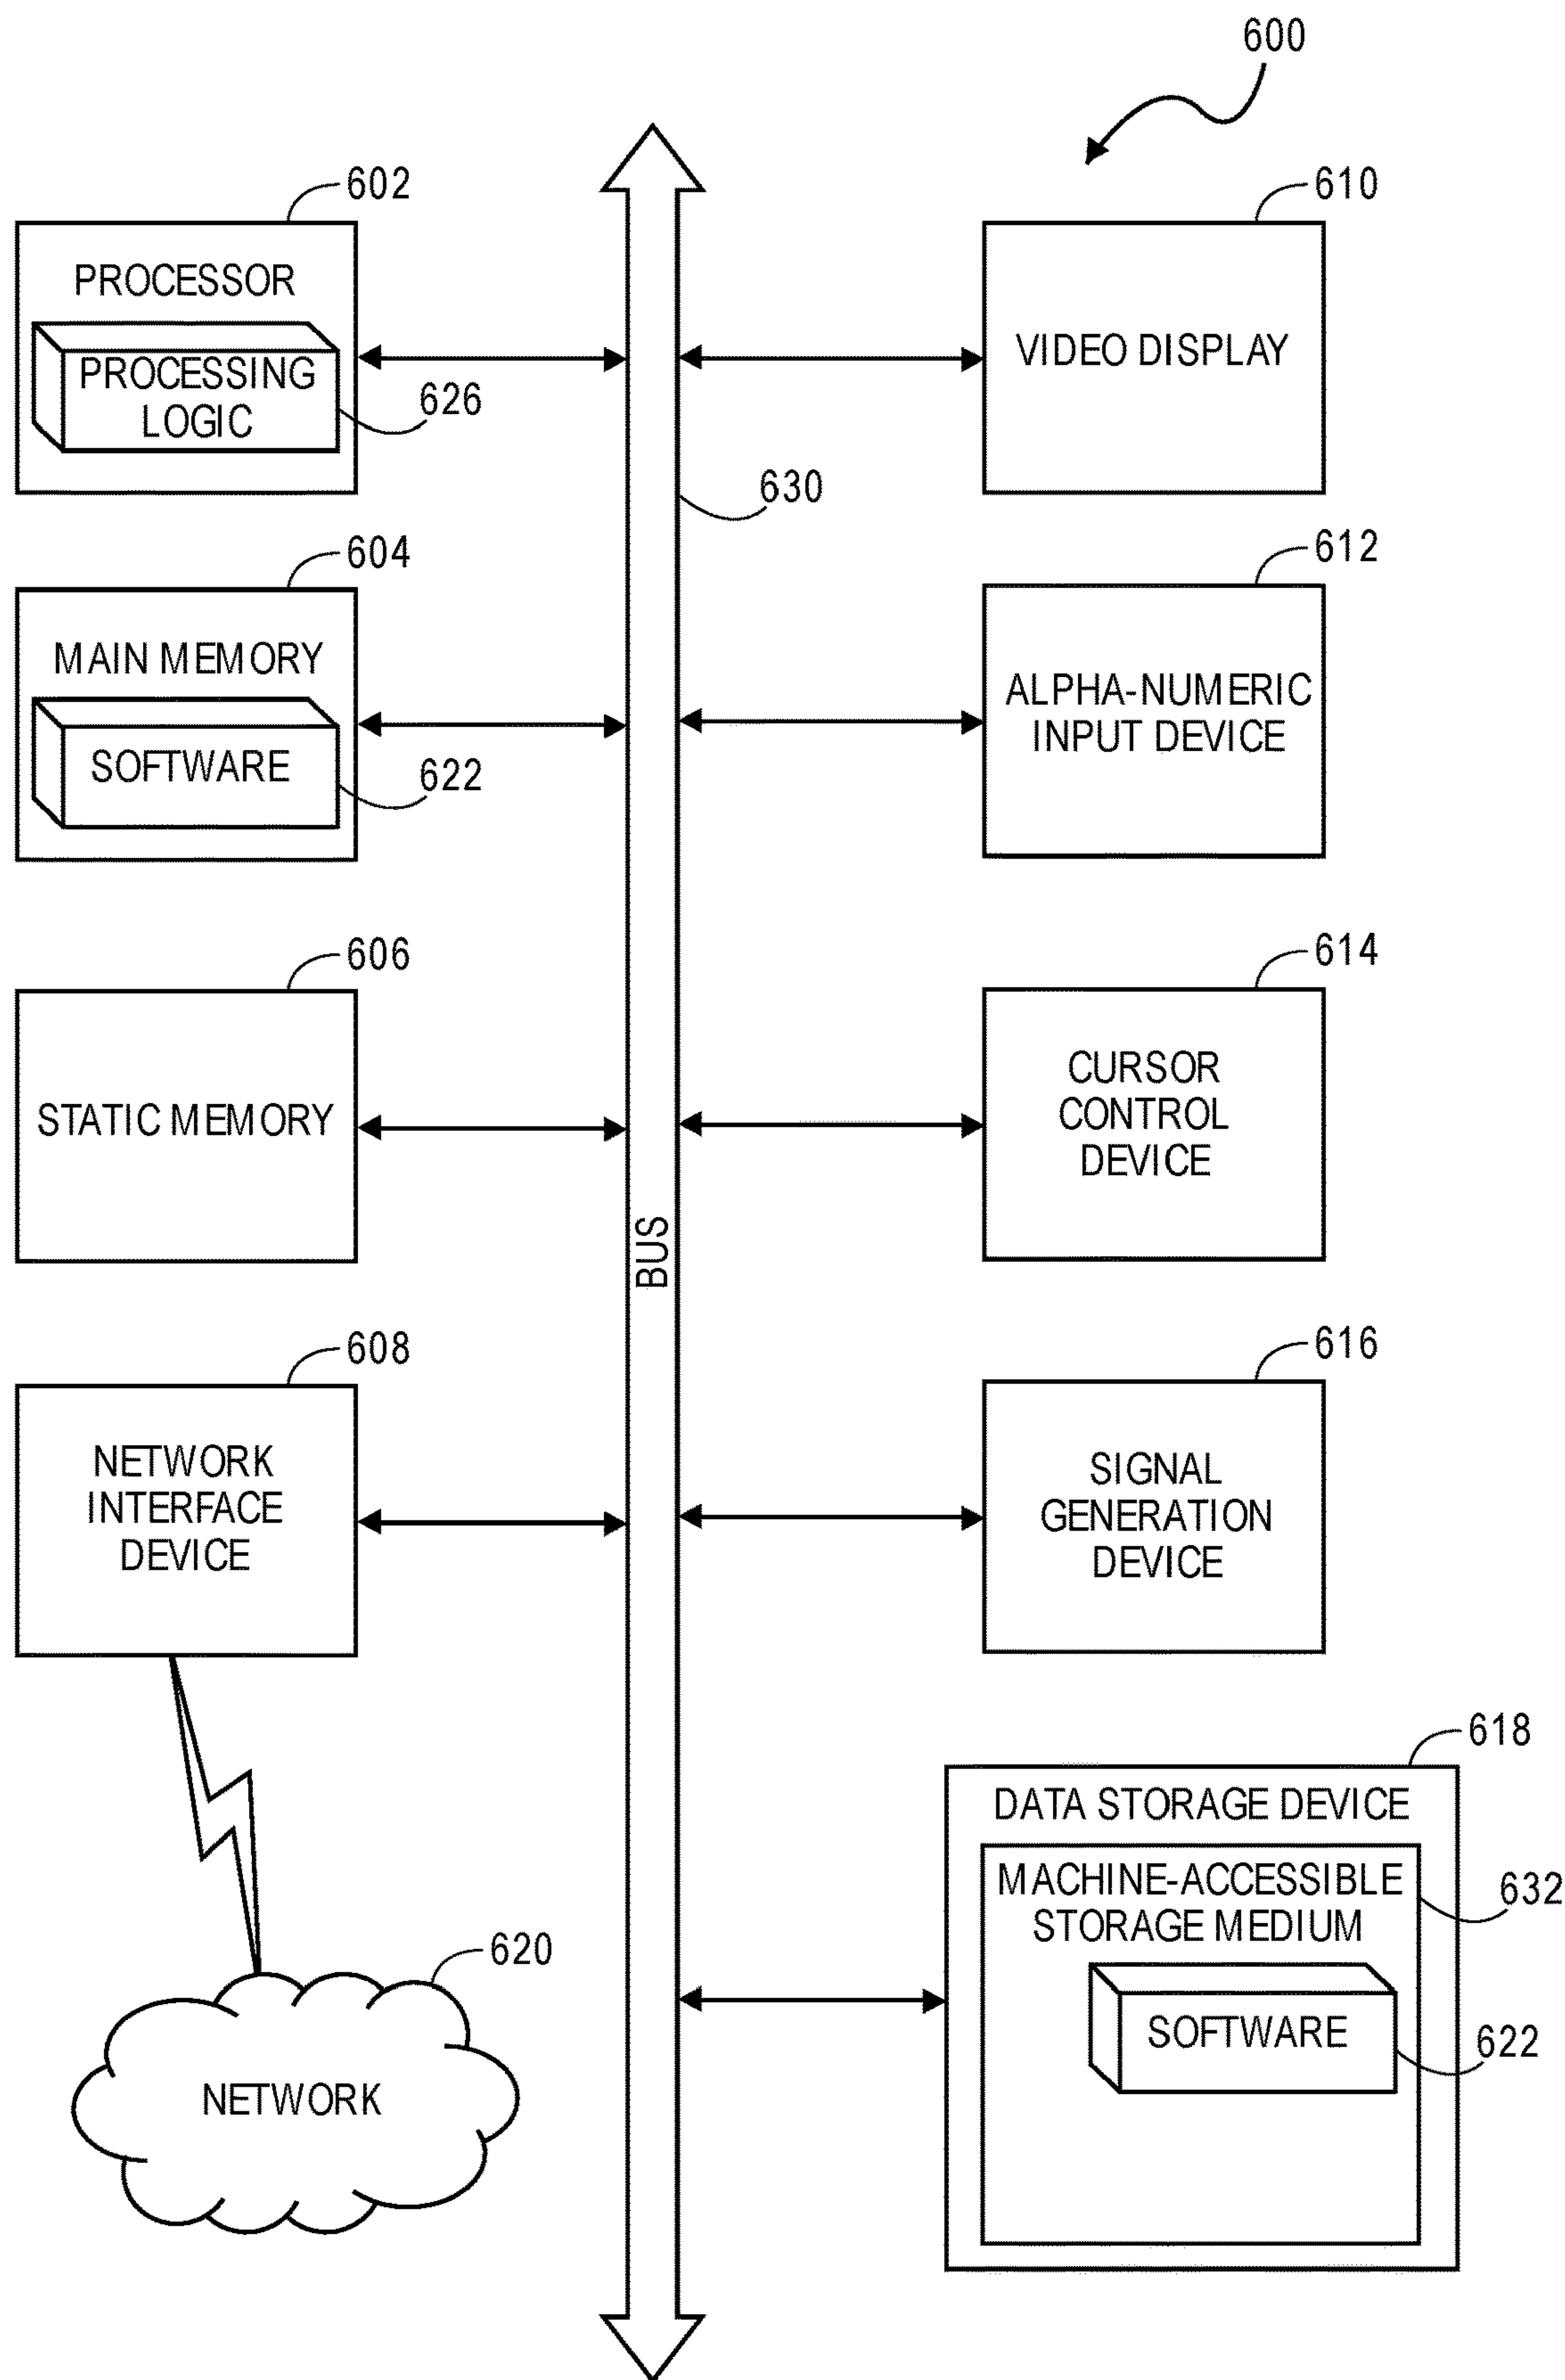 600
602
PROCESSOR
PROCESSING
LOGIC
626
604
MAIN MEMORY
SOFTWARE
622
606
STATIC MEMORY
608
NETWORK
INTERFACE
DEVICE
620
NETWORK
BUS
630
610
VIDEO DISPLAY
612
ALPHA-NUMERIC
INPUT DEVICE
614
CURSOR
CONTROL
DEVICE
616
SIGNAL
GENERATION
DEVICE
618
DATA STORAGE DEVICE
MACHINE-ACCESSIBLE
STORAGE MEDIUM
632
SOFTWARE
622